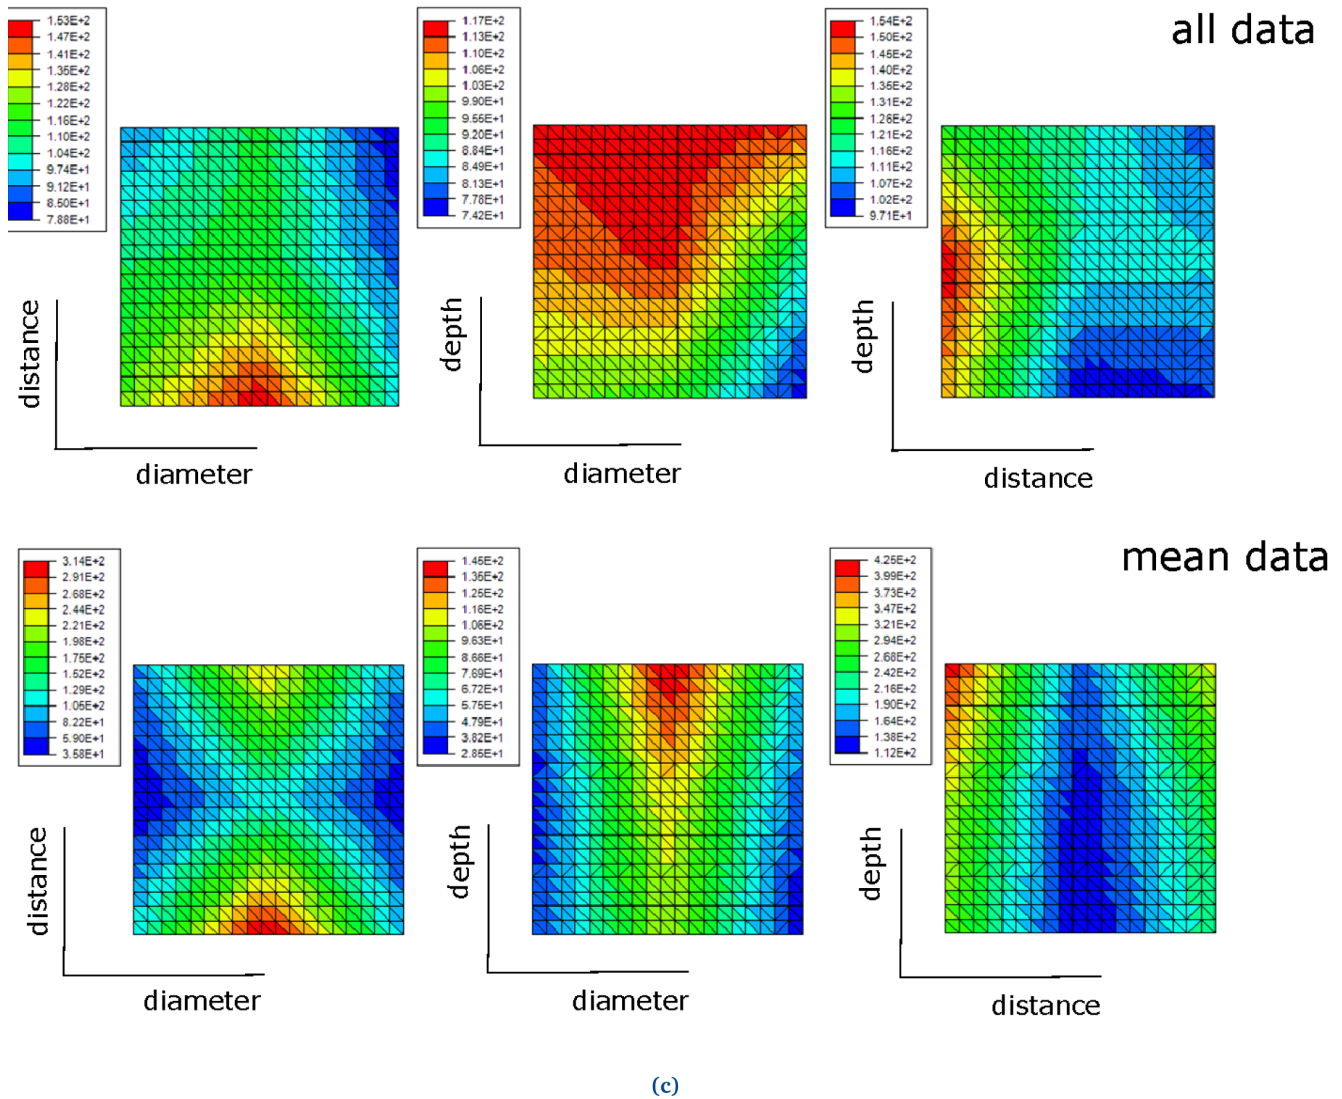 all data
1.53E+2
1.47E+2
1.41E+2
1.35E+2
1.28E+2
1.22E+2
1.16E+2
1.10E+2
1.04E+2
9.74E+1
9.12E+1
8.50E+1
7.88E+1
distance
diameter
1.17E+2
1.13E+2
1.10E+2
1.06E+2
1.03E+2
9.90E+1
9.55E+1
9.20E+1
8.84E+1
8.49E+1
8.13E+1
7.78E+1
7.42E+1
depth
diameter
1.54E+2
1.50E+2
1.45E+2
1.40E+2
1.35E+2
1.31E+2
1.26E+2
1.21E+2
1.16E+2
1.11E+2
1.07E+2
1.02E+2
9.71E+1
depth
distance
mean data
3.14E+2
2.91E+2
2.68E+2
2.44E+2
2.21E+2
1.98E+2
1.75E+2
1.52E+2
1.29E+2
1.05E+2
8.22E+1
5.90E+1
3.58E+1
distance
diameter
1.45E+2
1.35E+2
1.25E+2
1.16E+2
1.06E+2
9.63E+1
8.66E+1
7.69E+1
6.72E+1
5.75E+1
4.79E+1
3.82E+1
2.85E+1
depth
diameter
4.25E+2
3.99E+2
3.73E+2
3.47E+2
3.21E+2
2.94E+2
2.68E+2
2.42E+2
2.16E+2
1.90E+2
1.64E+2
1.38E+2
1.12E+2
depth
distance
(c)